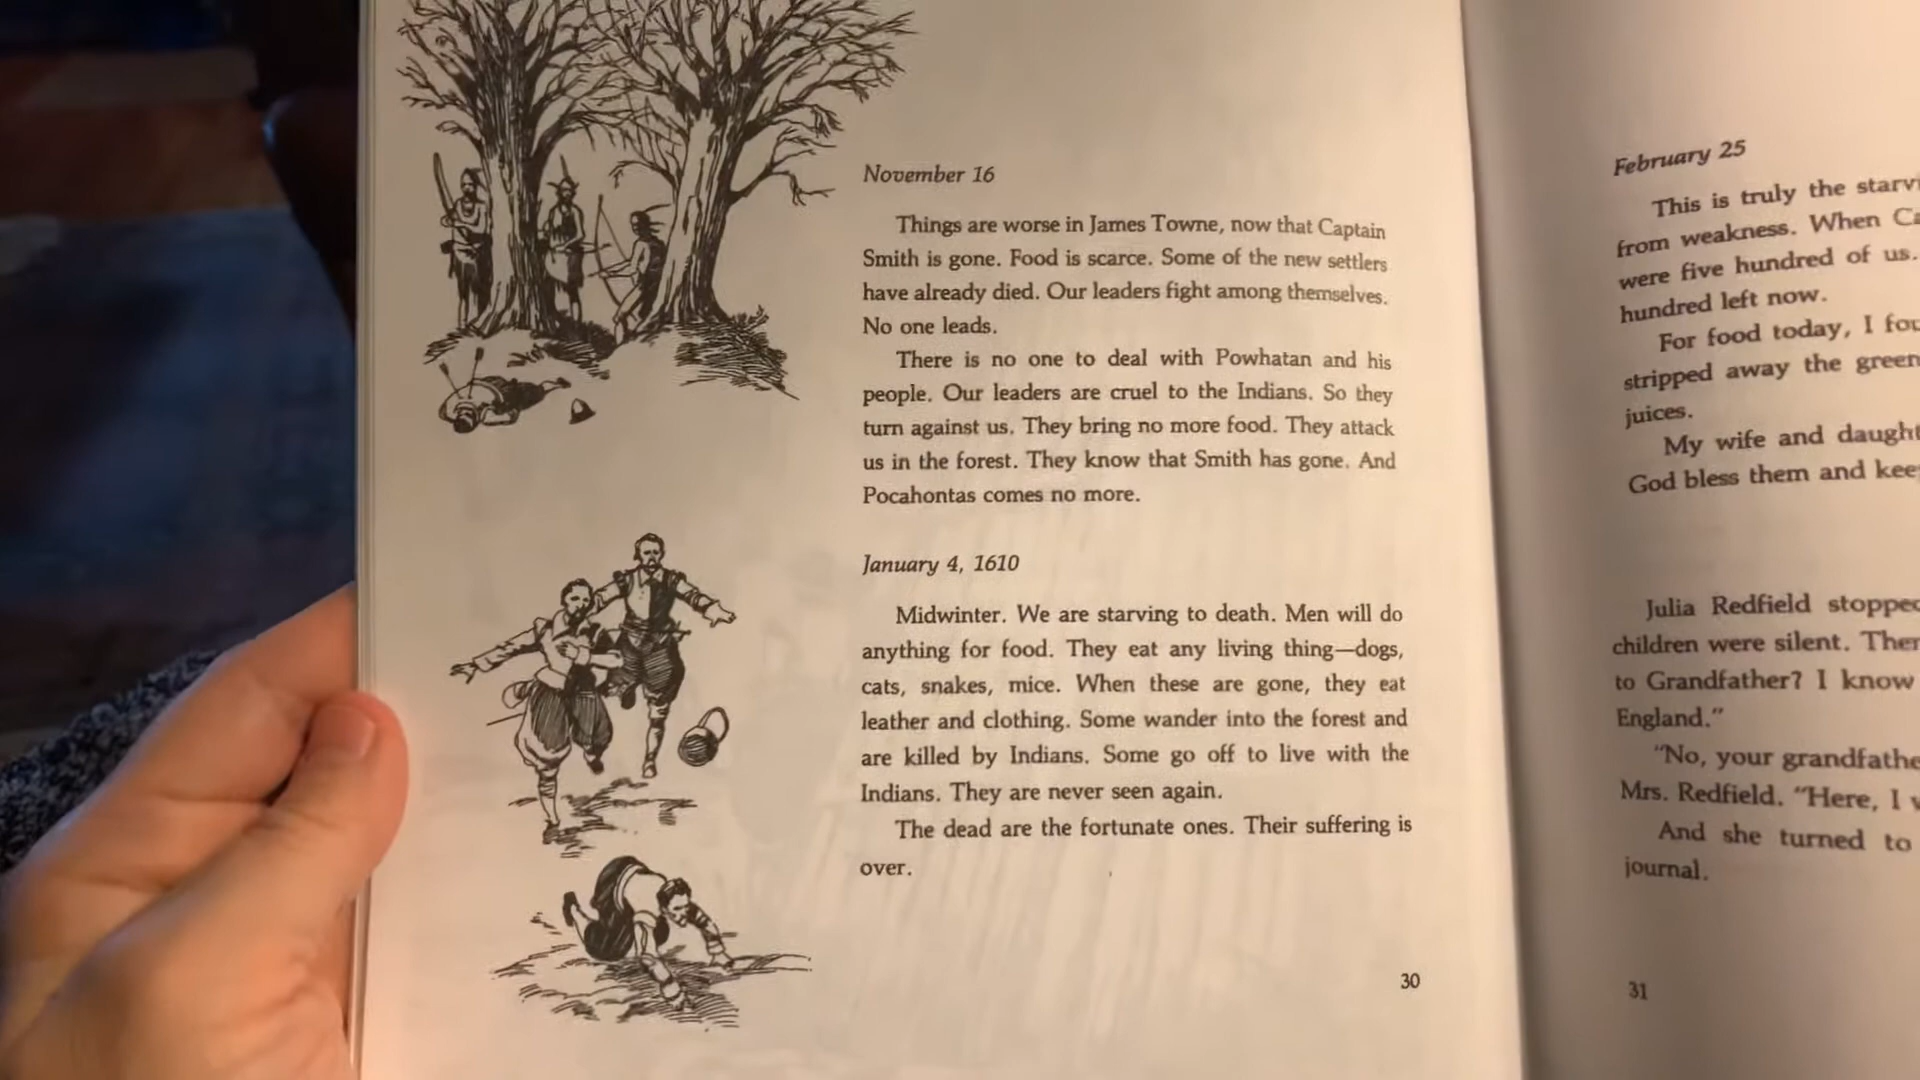 November 16
Things are worse in James Towne, now that Captain
Smith is gone. Food is scarce. Some of the new settlers
have already died. Our leaders fight among themselves.
No one leads.
There is no one to deal with Powhatan and his
people. Our leaders are cruel to the Indians. So they
turn against us. They bring no more food. They attack
us in the forest. They know that Smith has gone. And
Pocahontas comes no more.
January 4, 1610
Midwinter. We are starving to death. Men will do
anything for food. They eat any living thing—dogs,
cats, snakes, mice. When these are gone, they eat
leather and clothing. Some wander into the forest and
are killed by Indians. Some go off to live with the
Indians. They are never seen again.
The dead are the fortunate ones. Their suffering is
over.
30
February 25
This is truly the
from weakness. When
were five hundred of us.
hundred left now.
For food today, I
stripped away the green
juices.
My wife and
God bless them and
Julia Redfield
children were silent.
to Grandfather? I know
England."
"No, your
Mrs. Redfield. "Here, I
And she turned to
journal.
31